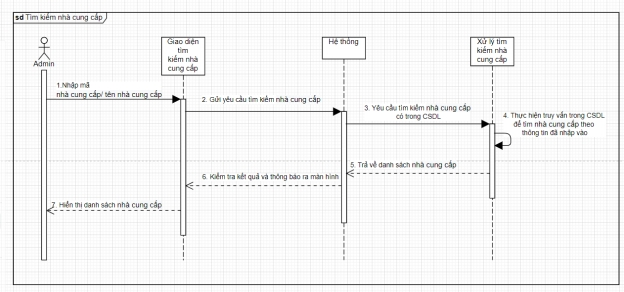 sd Tìm kiếm nhà cung cấp
Admin
Giao diện
tìm
kiếm nhà
cung cấp
Hệ thống
Xử lý tìm
kiếm nhà
cung cấp
1.Nhập mã
nhà cung cấp/ tên nhà cung cấp
2. Gửi yêu cầu tìm kiếm nhà cung cấp
3. Yêu cầu tìm kiếm nhà cung cấp
có trong CSDL
4. Thực hiện truy vấn trong CSDL
để tìm nhà cung cấp theo
thông tin đã nhập vào
5. Trả về danh sách nhà cung cấp
6. Kiểm tra kết quả và thông báo ra màn hình
7. Hiển thị danh sách nhà cung cấp